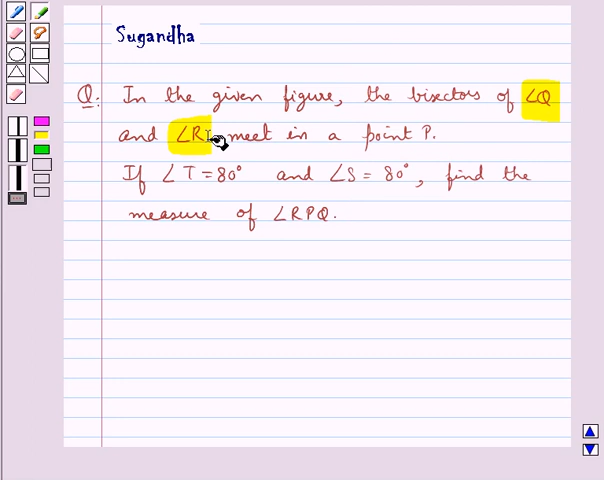 Sugandha
Q: In the given figure, the bisectors of ∠Q
and ∠R meet in a point P.
If ∠T = 80° and ∠S = 80°, find the
measure of ∠RPQ.